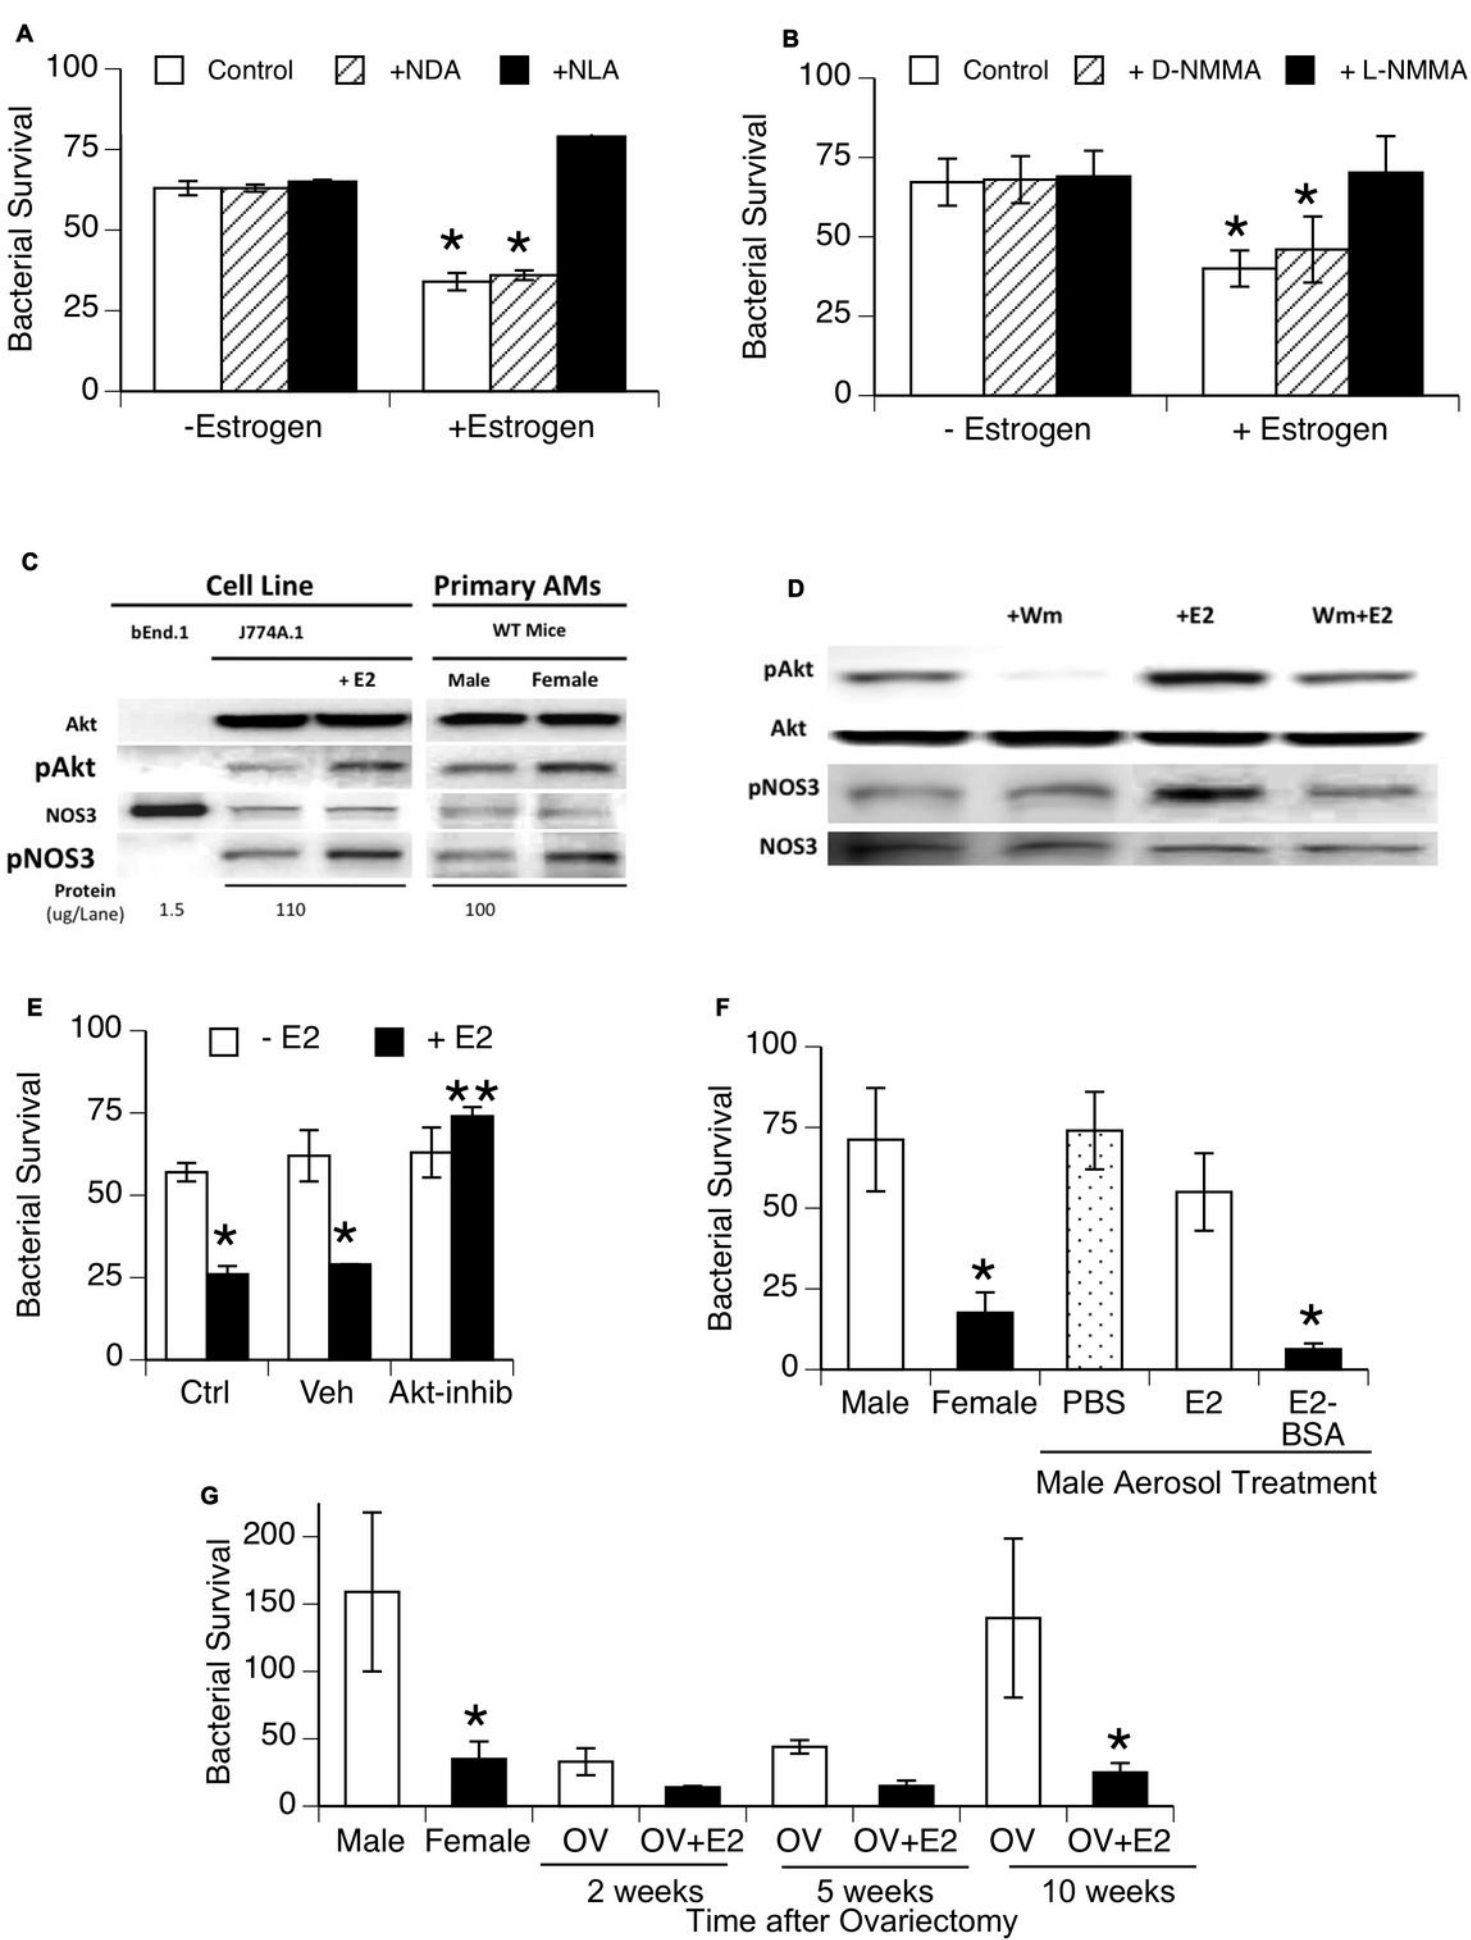 A
100
75
50
25
0
Bacterial Survival
Control
+NDA
+NLA
* *
-Estrogen
+Estrogen
B
100
75
50
25
0
Bacterial Survival
Control
+ D-NMMA
+ L-NMMA
* *
- Estrogen
+ Estrogen
C
Cell Line
Primary AMs
bEnd.1
J774A.1
WT Mice
+ E2
Male
Female
Akt
pAkt
NOS3
pNOS3
Protein
(ug/Lane)
1.5
110
100
D
+Wm
+E2
Wm+E2
pAkt
Akt
pNOS3
NOS3
E
100
75
50
25
0
Bacterial Survival
- E2
+ E2
* * **
Ctrl
Veh
Akt-inhib
F
100
75
50
25
0
Bacterial Survival
* *
Male
Female
PBS
E2
E2-
BSA
Male Aerosol Treatment
G
200
150
100
50
0
Bacterial Survival
* *
Male
Female
OV
OV+E2
OV
OV+E2
OV
OV+E2
2 weeks
5 weeks
10 weeks
Time after Ovariectomy